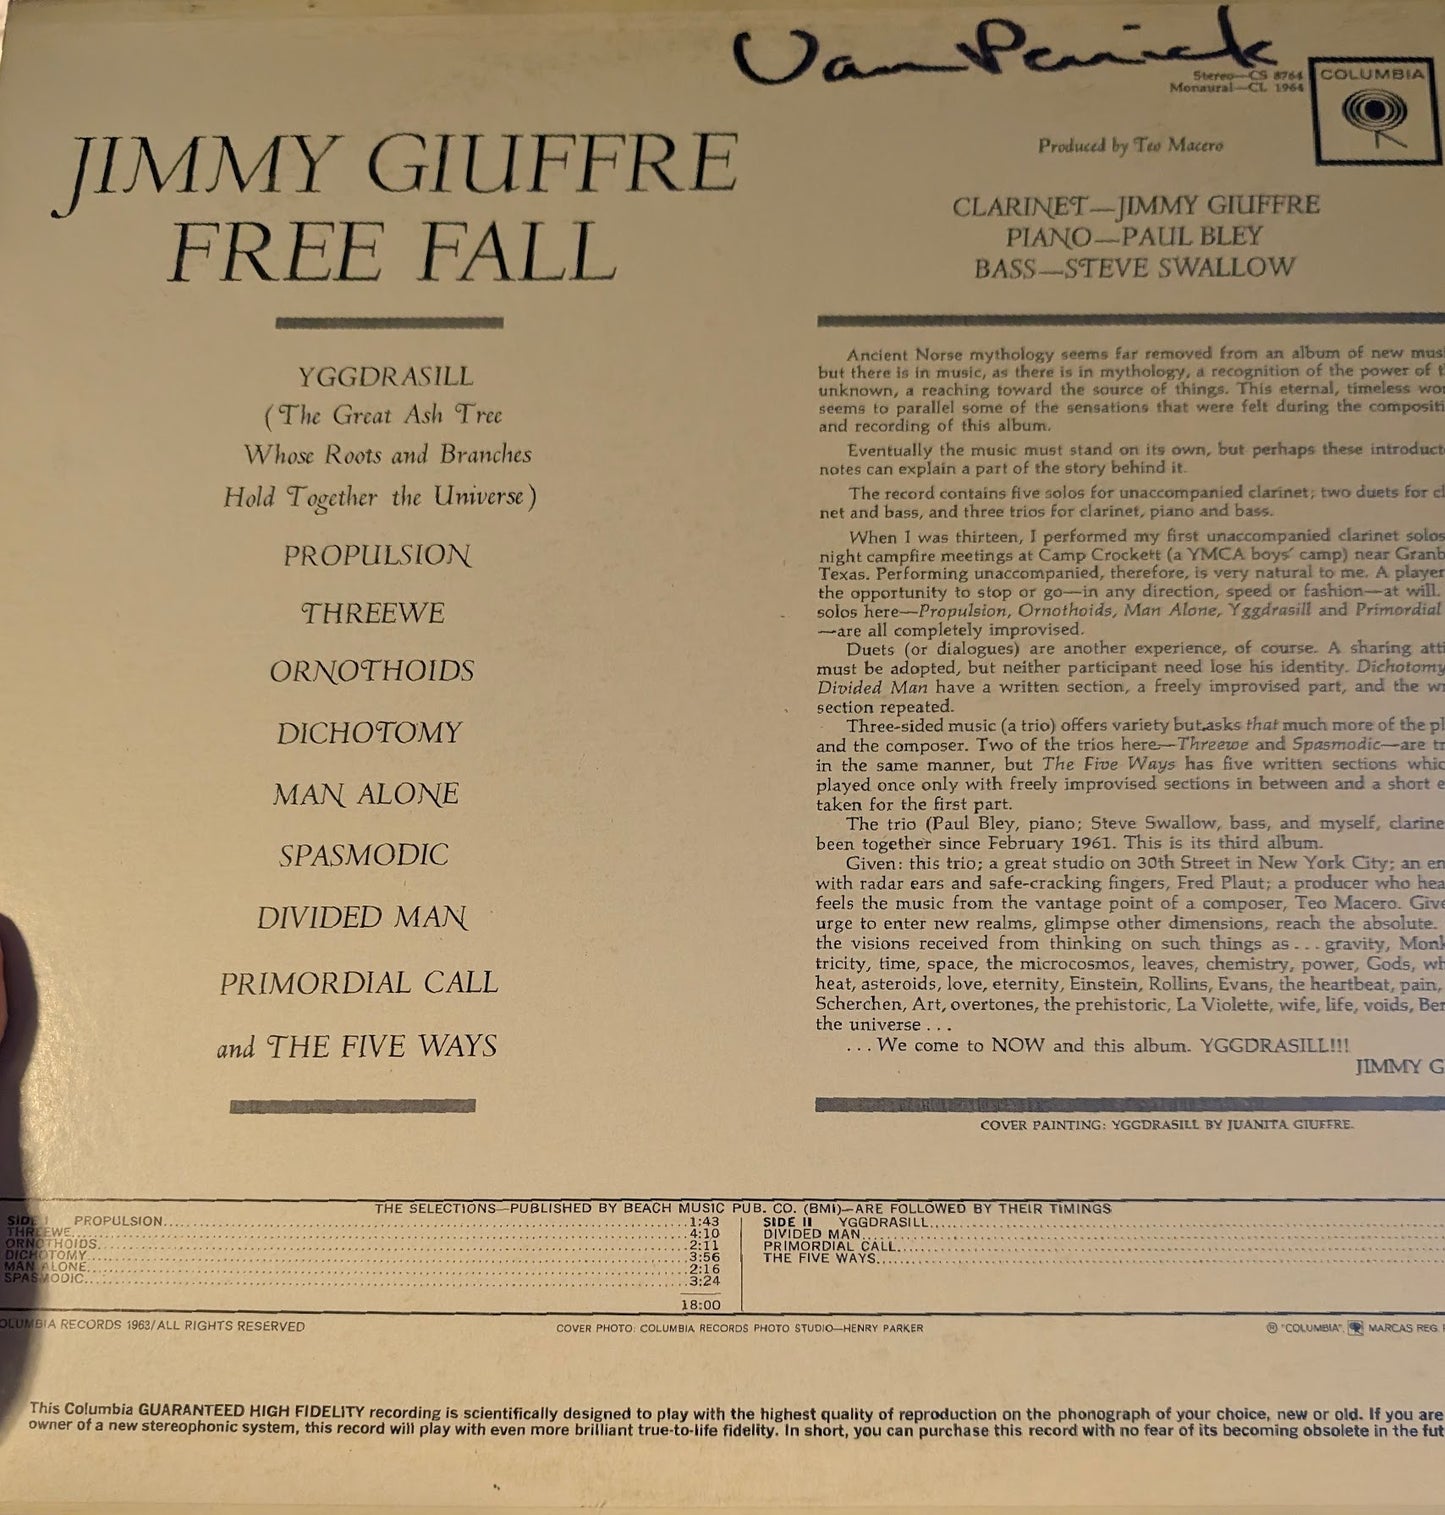 Van
Stereo—CS 8764
Monaural—CL 1964
COLUMBIA
JIMMY GIUFFRE
FREE FALL
YGGDRASILL
(The Great Ash Tree
Whose Roots and Branches
Hold Together the Universe)
PROPULSION
THREEWE
ORNOTHOIDS
DICHOTOMY
MAN ALONE
SPASMODIC
DIVIDED MAN
PRIMORDIAL CALL
and THE FIVE WAYS
Produced by Teo Macero
CLARINET—JIMMY GIUFFRE
PIANO—PAUL BLEY
BASS—STEVE SWALLOW
Ancient Norse mythology seems far removed from an album of new musi
but there is in music, as there is in mythology, a recognition of the power of t
unknown, a reaching toward the source of things. This eternal, timeless wo
seems to parallel some of the sensations that were felt during the compositi
and recording of this album.
Eventually the music must stand on its own, but perhaps these introduct
notes can explain a part of the story behind it.
The record contains five solos for unaccompanied clarinet; two duets for cl
net and bass, and three trios for clarinet, piano and bass.
When I was thirteen, I performed my first unaccompanied clarinet solos
night campfire meetings at Camp Crockett (a YMCA boys' camp) near Granb
Texas. Performing unaccompanied, therefore, is very natural to me. A player
the opportunity to stop or go—in any direction, speed or fashion—at will.
solos here—Propulsion, Ornothoids, Man Alone, Yggdrasill and Primordial
—are all completely improvised.
Duets (or dialogues) are another experience, of course. A sharing atti
must be adopted, but neither participant need lose his identity. Dichotomy
Divided Man have a written section, a freely improvised part, and the wr
section repeated.
Three-sided music (a trio) offers variety but asks that much more of the pl
and the composer. Two of the trios here—Threewe and Spasmodic—are tr
in the same manner, but The Five Ways has five written sections whic
played once only with freely improvised sections in between and a short e
taken for the first part.
The trio (Paul Bley, piano; Steve Swallow, bass, and myself, clarine
been together since February 1961. This is its third album.
Given: this trio; a great studio on 30th Street in New York City; an en
with radar ears and safe-cracking fingers, Fred Plaut; a producer who hea
feels the music from the vantage point of a composer, Teo Macero. Give
urge to enter new realms, glimpse other dimensions, reach the absolute.
the visions received from thinking on such things as . . . gravity, Monk
tricity, time, space, the microcosmos, leaves, chemistry, power, Gods, wh
heat, asteroids, love, eternity, Einstein, Rollins, Evans, the heartbeat, pain,
Scherchen, Art, overtones, the prehistoric, La Violette, wife, life, voids, Ber
the universe . . .
. . . We come to NOW and this album. YGGDRASILL!!!
JIMMY G
COVER PAINTING: YGGDRASILL BY JUANITA GIUFFRE.
THE SELECTIONS—PUBLISHED BY BEACH MUSIC PUB. CO. (BMI)—ARE FOLLOWED BY THEIR TIMINGS
SIDE I PROPULSION 1:43
THREEWE 4:10
ORNOTHOIDS 2:11
DICHOTOMY 3:56
MAN ALONE 2:16
SPASMODIC 3:24
18:00
SIDE II YGGDRASILL
DIVIDED MAN
PRIMORDIAL CALL
THE FIVE WAYS
OLUMBIA RECORDS 1963/ALL RIGHTS RESERVED
COVER PHOTO: COLUMBIA RECORDS PHOTO STUDIO—HENRY PARKER
® "COLUMBIA", MARCAS REG.
This Columbia GUARANTEED HIGH FIDELITY recording is scientifically designed to play with the highest quality of reproduction on the phonograph of your choice, new or old. If you are
owner of a new stereophonic system, this record will play with even more brilliant true-to-life fidelity. In short, you can purchase this record with no fear of its becoming obsolete in the fut